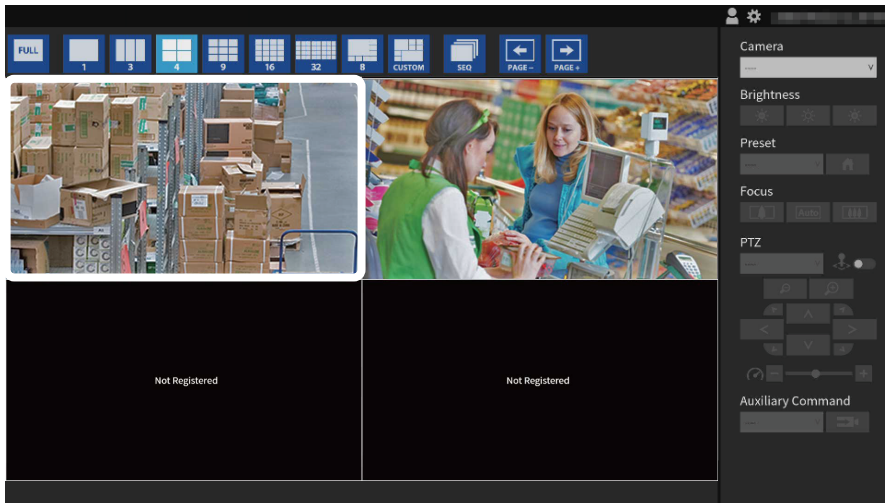 FULL
1
3
4
9
16
32
8
CUSTOM
SEQ
PAGE−
PAGE+
Camera
----
Brightness
Preset
----
Focus
Auto
PTZ
----
Not Registered
Not Registered
Auxiliary Command
----